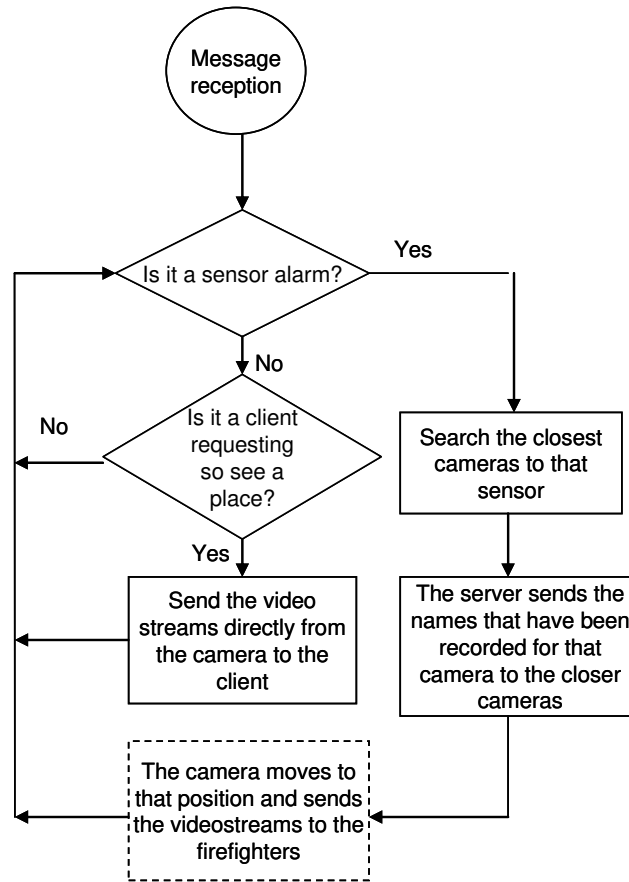 Message
reception
Is it a sensor alarm?
Yes
No
Is it a client
requesting
so see a
place?
No
Yes
Send the video
streams directly from
the camera to the
client
Search the closest
cameras to that
sensor
The server sends the
names that have been
recorded for that
camera to the closer
cameras
The camera moves to
that position and sends
the videostreams to the
firefighters